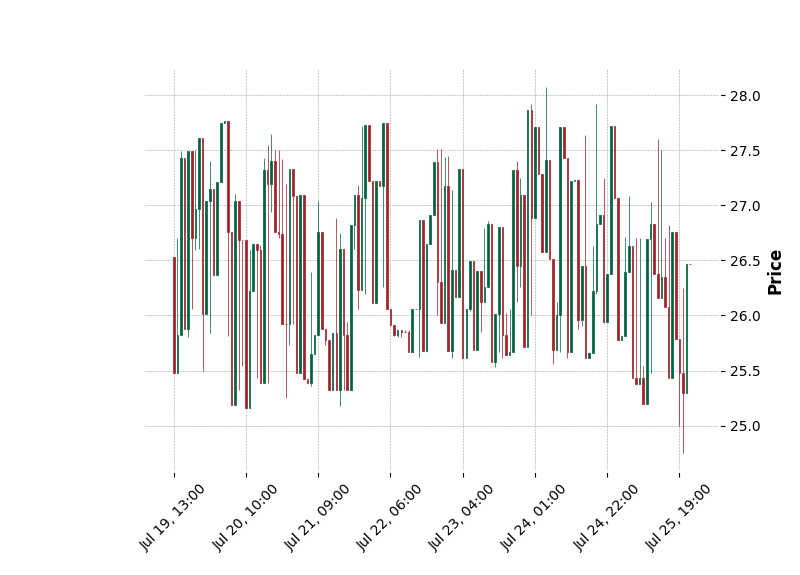 28.0
27.5
27.0
26.5
26.0
25.5
25.0
Price
Jul 19, 13:00
Jul 20, 10:00
Jul 21, 09:00
Jul 22, 06:00
Jul 23, 04:00
Jul 24, 01:00
Jul 24, 22:00
Jul 25, 19:00